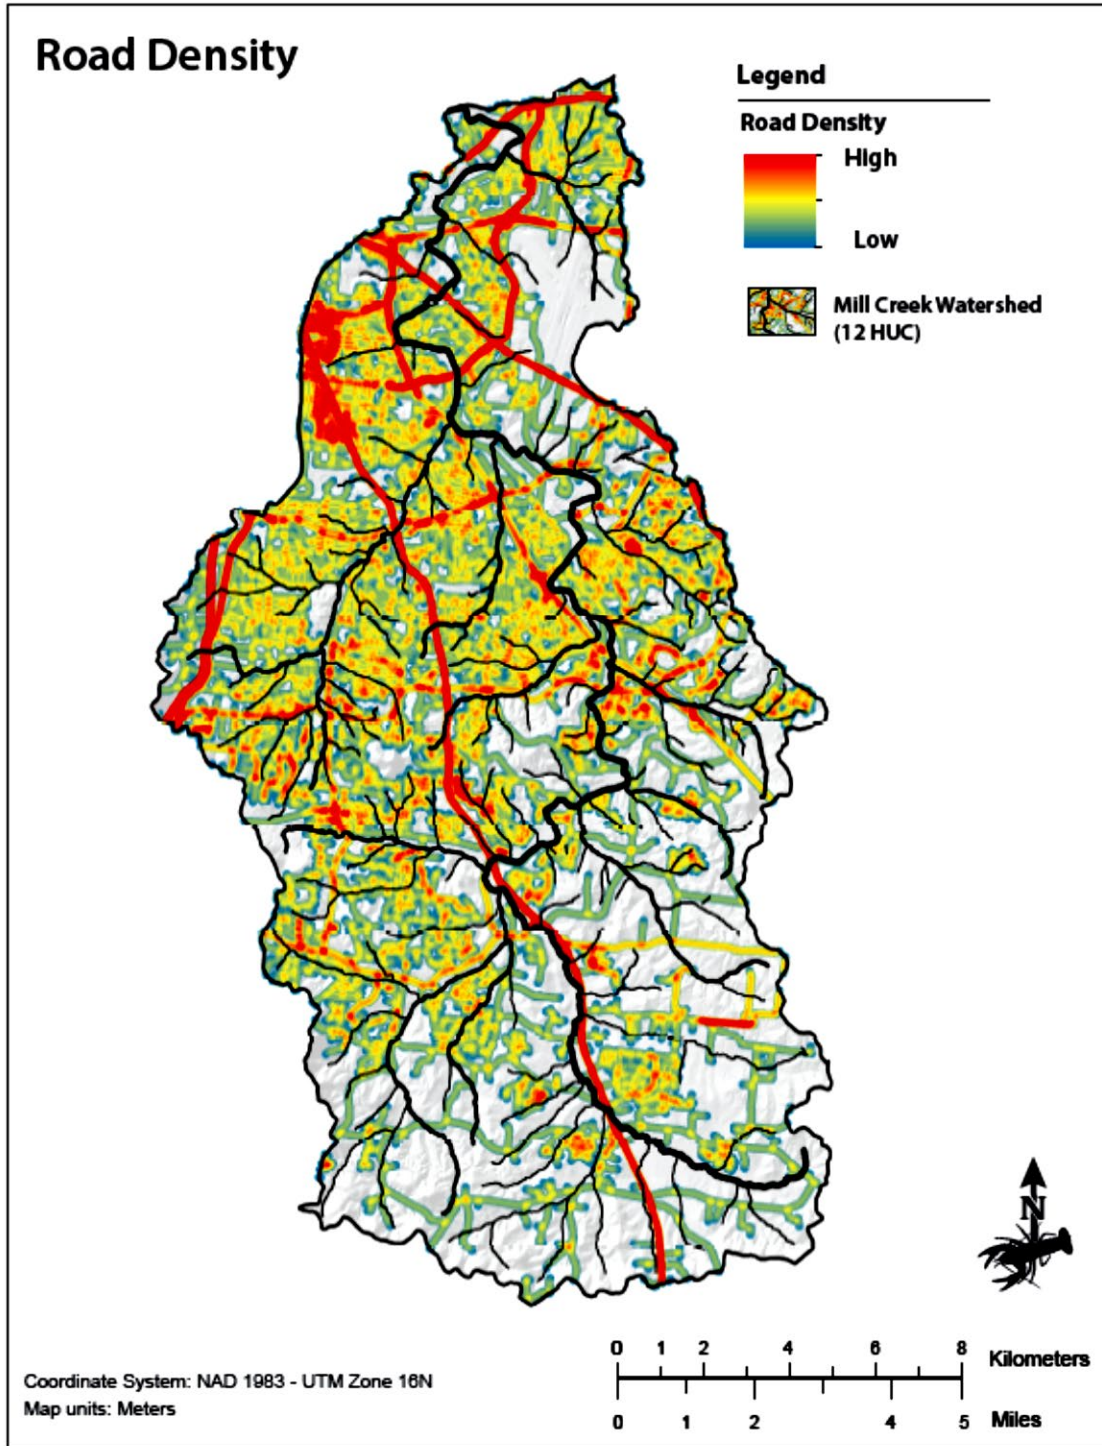 Road Density
Legend
Road Density
High
Low
Mill Creek Watershed
(12 HUC)
N
0 1 2 4 6 8
Kilometers
0 1 2 4 5
Miles
Coordinate System: NAD 1983 - UTM Zone 16N
Map units: Meters